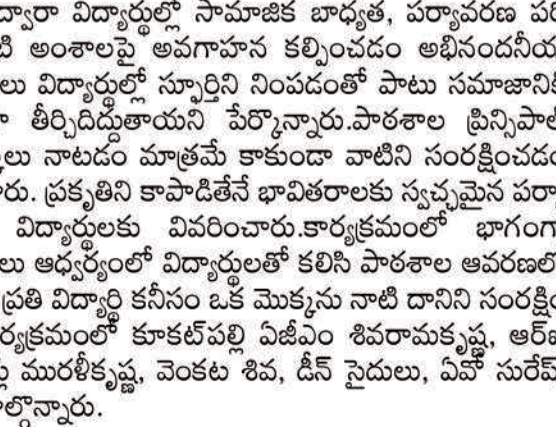 ద్వారా విద్యార్థుల్లో సామాజిక బాధ్యత, పర్యావరణ పరి
టి అంశాలపై అవగాహన కల్పించడం అభినందనీయ
లు విద్యార్థుల్లో స్ఫూర్తిని నింపడంతో పాటు సమాజానిక
ా తీర్చిదిద్దుతాయని పేర్కొన్నారు.పాఠశాల ప్రిన్సిపాల
్కలు నాటడం మాత్రమే కాకుండా వాటిని సంరక్షించడం
రు. ప్రకృతిని కాపాడితేనే భావితరాలకు స్వచ్ఛమైన పర్యా
విద్యార్థులకు వివరించారు.కార్యక్రమంలో భాగంగా
లు ఆధ్వర్యంలో విద్యార్థులతో కలిసి పాఠశాల ఆవరణలో
ప్రతి విద్యార్థి కనీసం ఒక మొక్కను నాటి దానిని సంరక్షి
ర్యక్రమంలో కూకట్‌పల్లి ఏజీఎం శివరామకృష్ణ, ఆర్
మురళీకృష్ణ, వెంకట శివ, డీన్ సైదులు, ఏవో సురేష్
ాల్గొన్నారు.